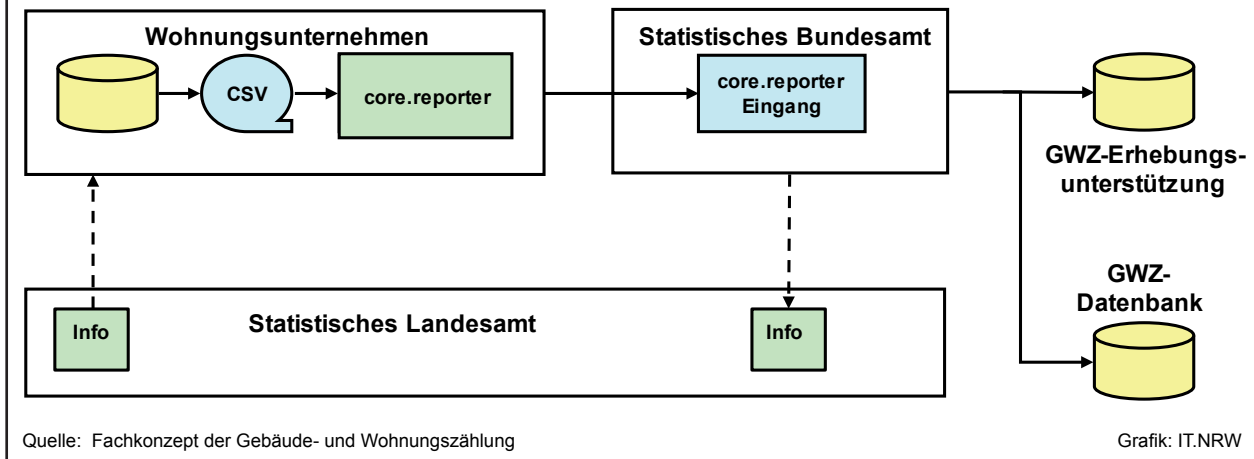 Wohnungsunternehmen
CSV
core.reporter
Statistisches Bundesamt
core.reporter
Eingang
GWZ-Erhebungs-
unterstützung
GWZ-
Datenbank
Info
Statistisches Landesamt
Info
Quelle: Fachkonzept der Gebäude- und Wohnungszählung
Grafik: IT.NRW